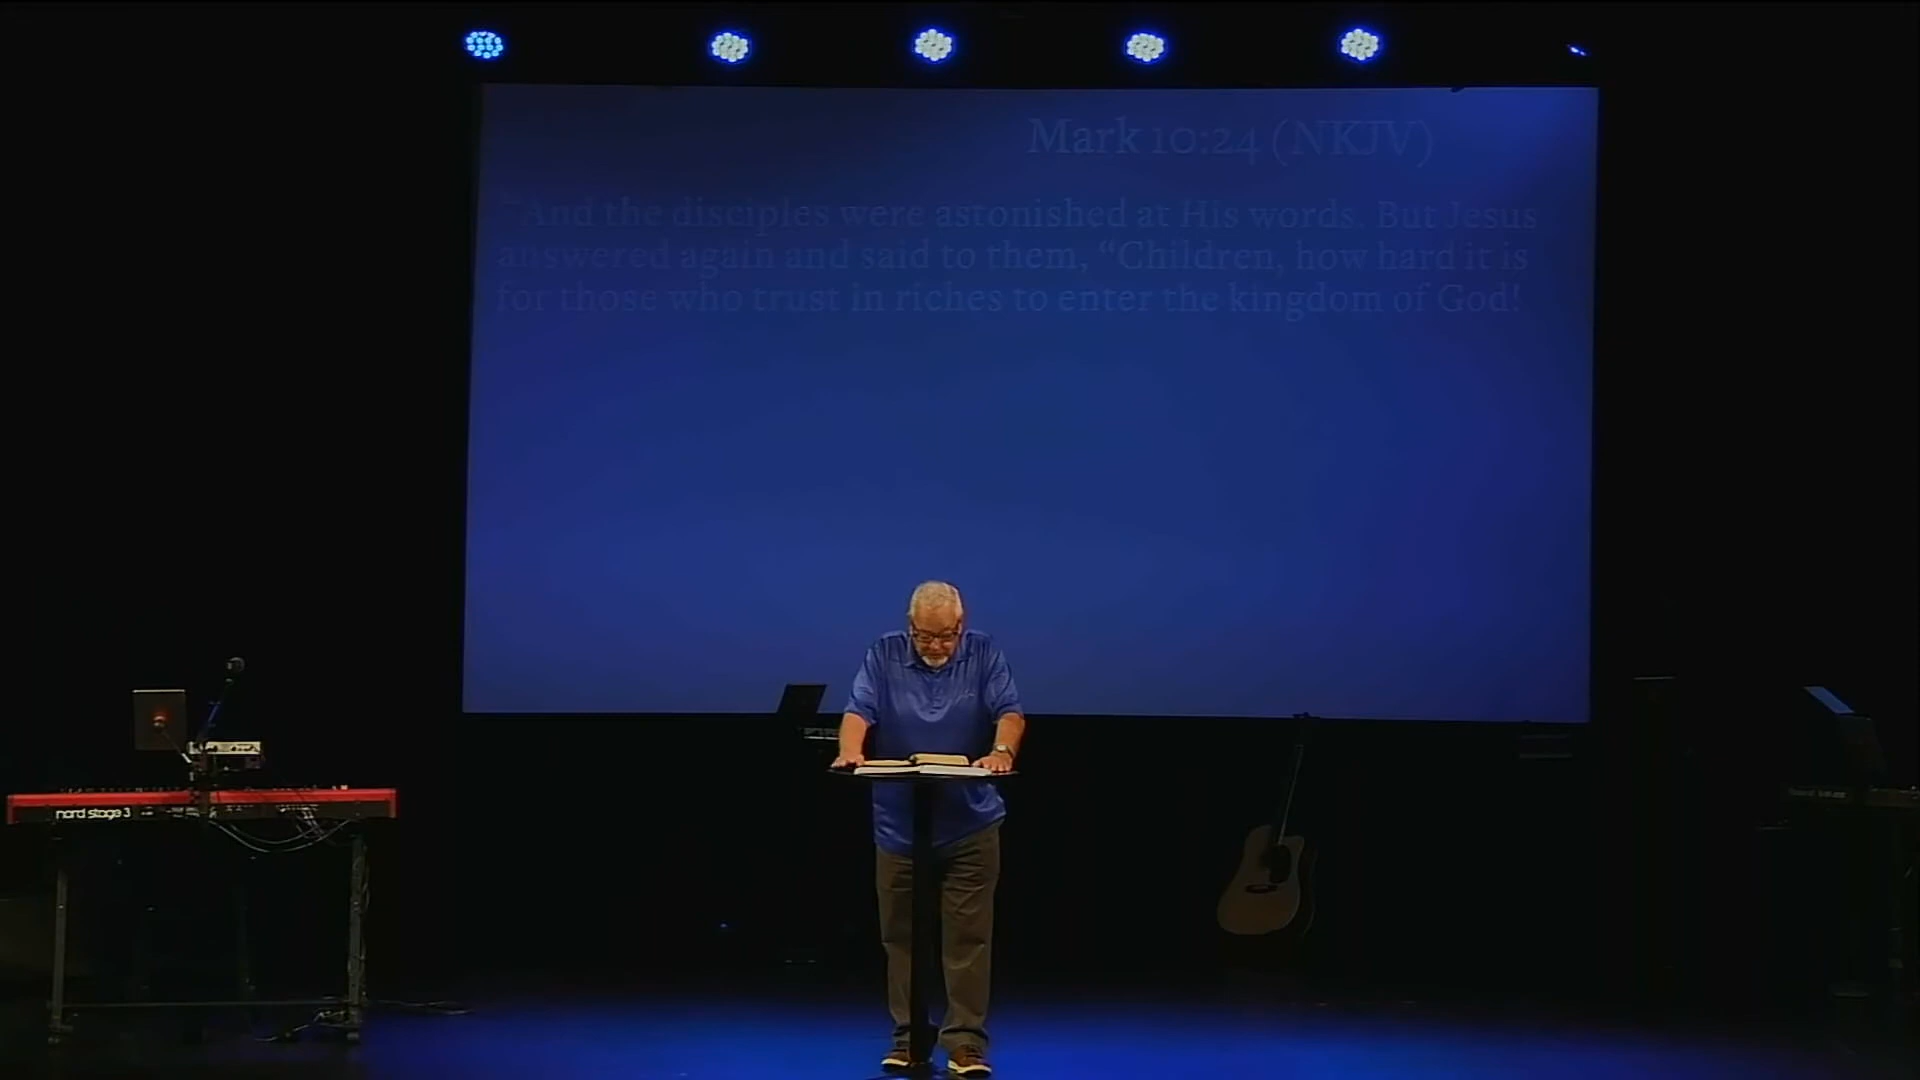 Mark 10:24 (NKJV)
"And the disciples were astonished at His words. But Jesus
answered again and said to them, “Children, how hard it is
for those who trust in riches to enter the kingdom of God!
nord stage 3